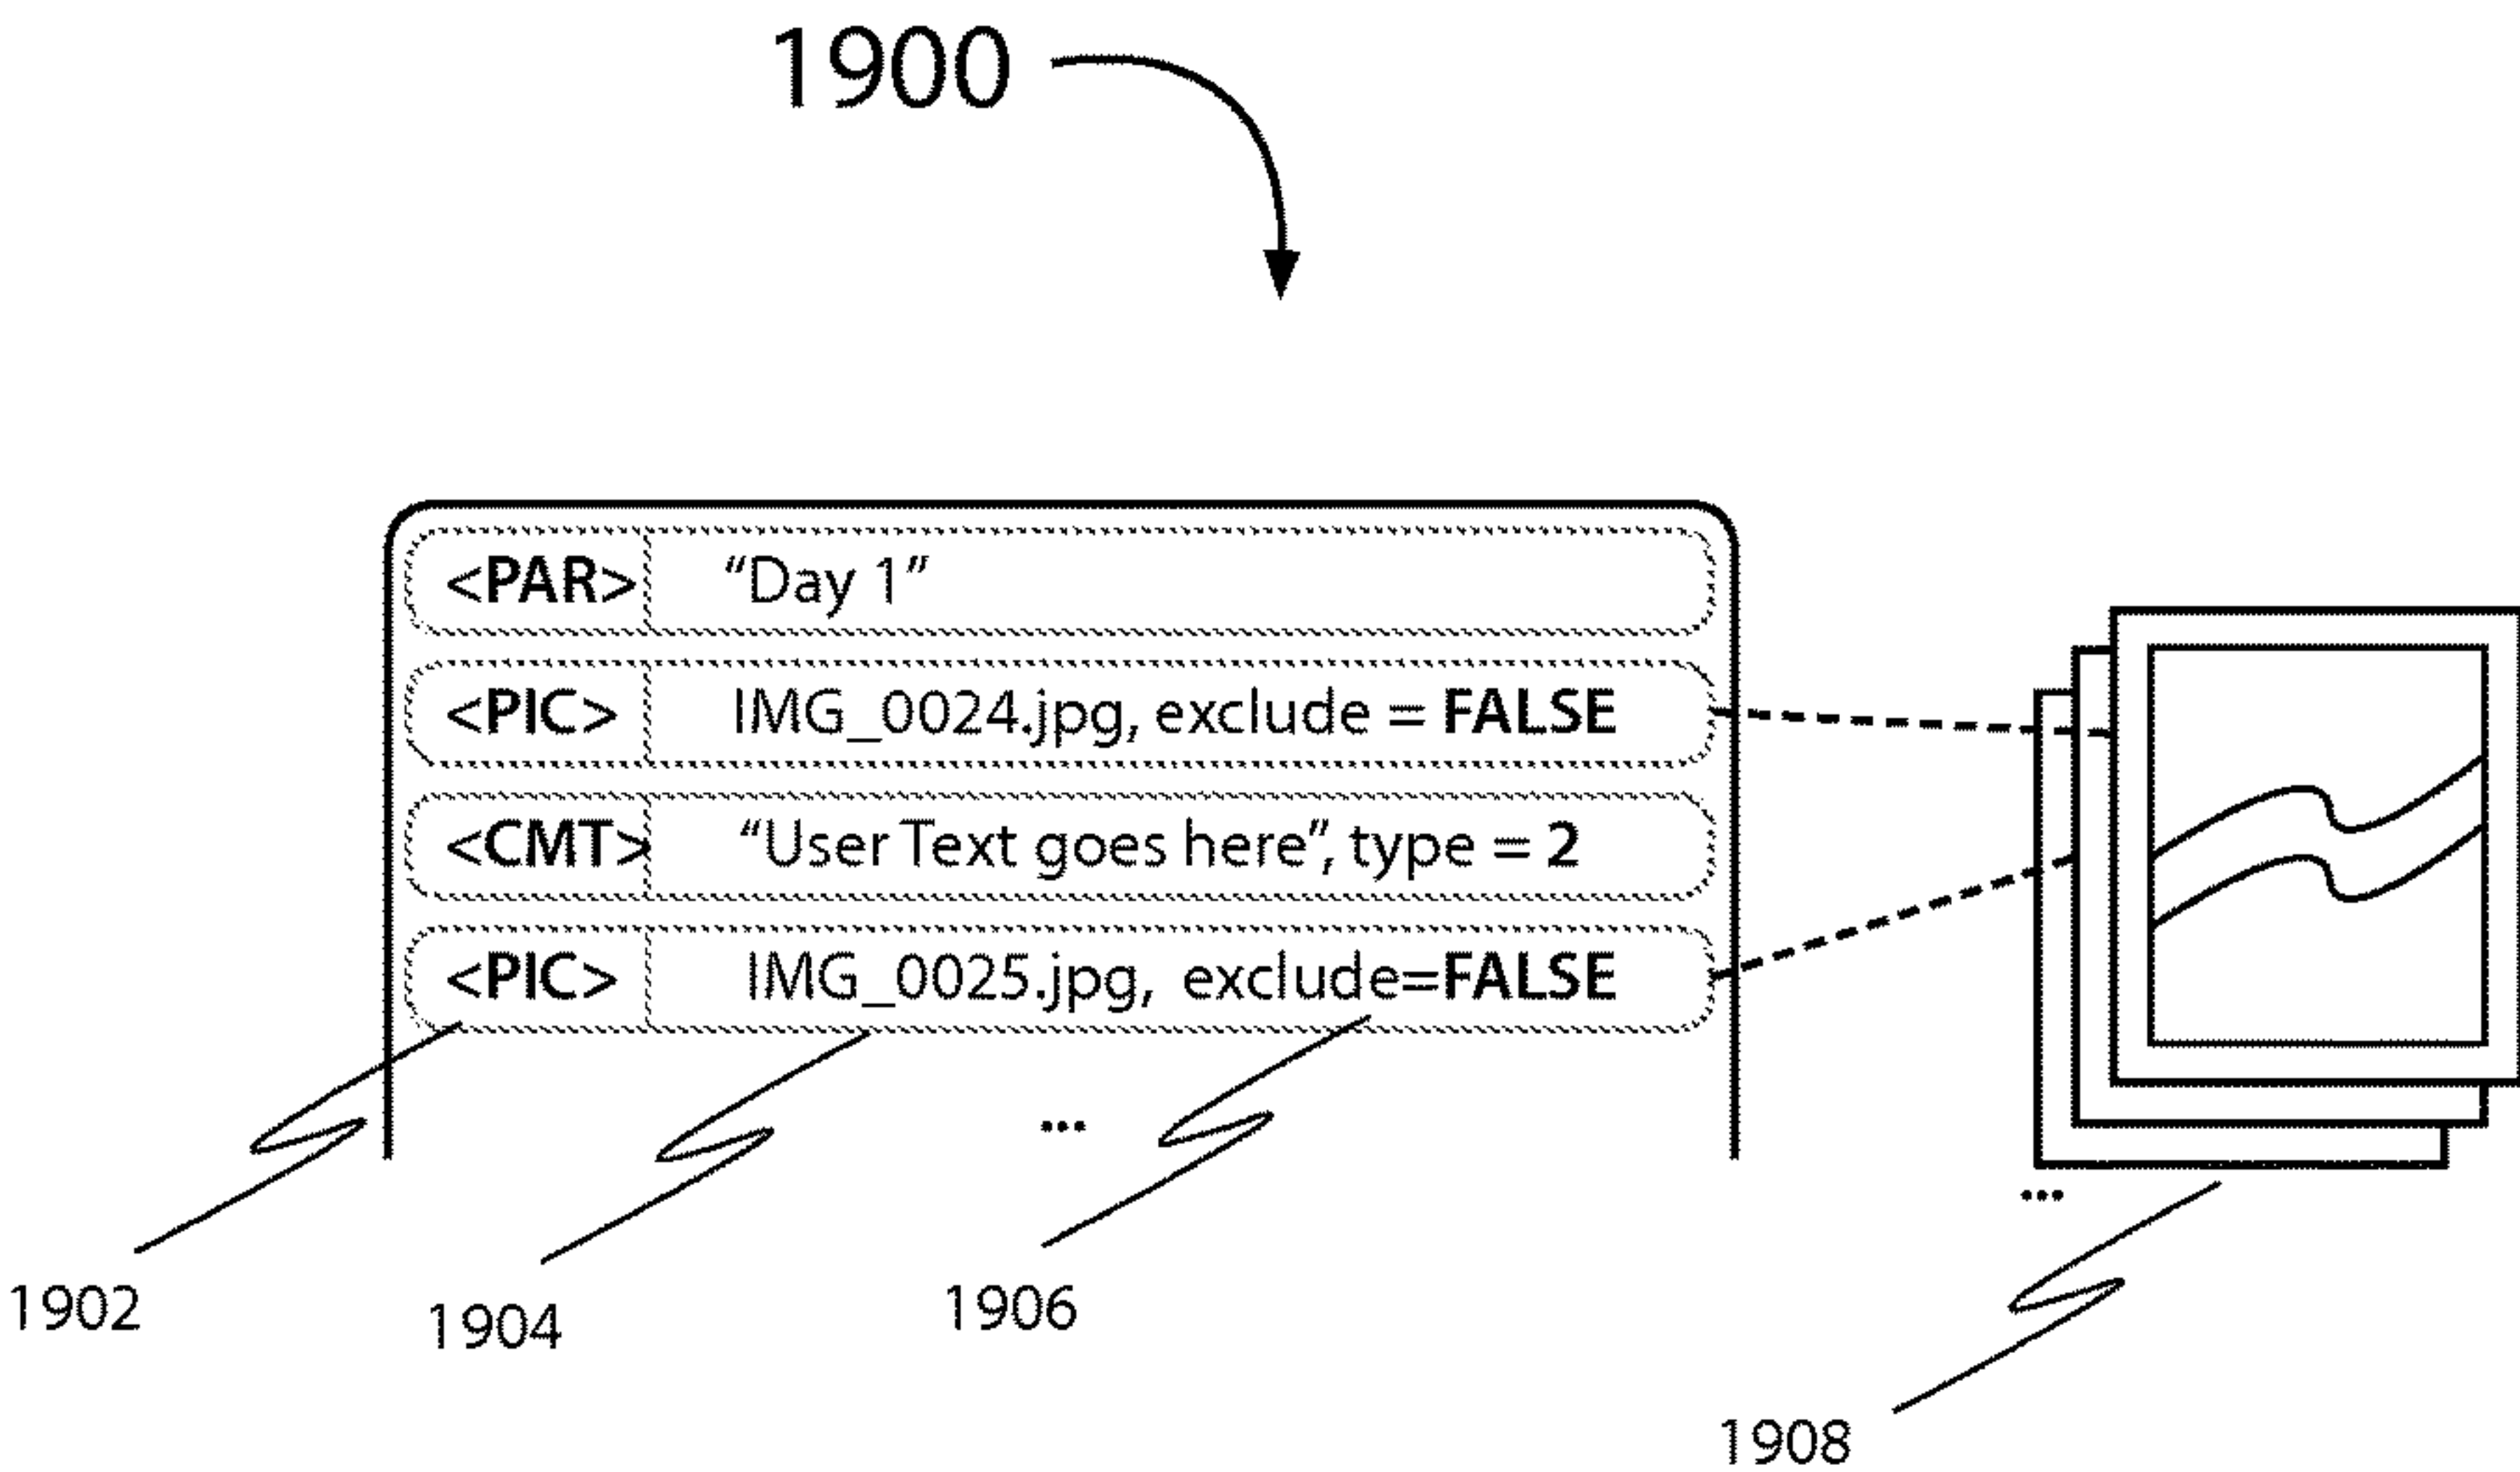 1900
<PAR> “Day 1”
<PIC> IMG_0024.jpg, exclude = FALSE
<CMT> “User Text goes here”, type = 2
<PIC> IMG_0025.jpg, exclude=FALSE
...
...
1902
1904
1906
1908